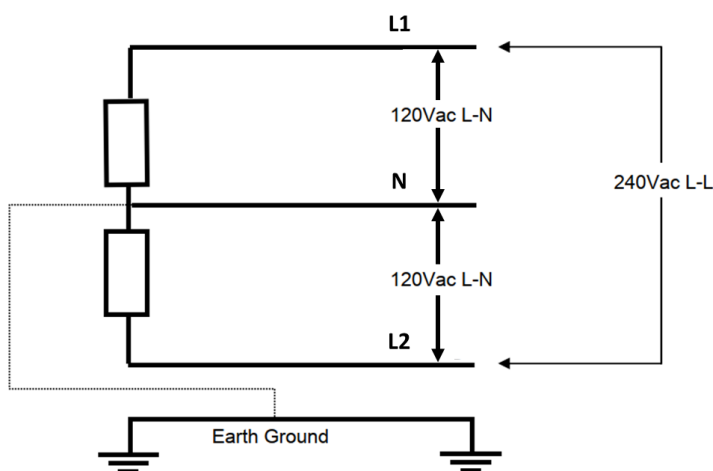 L1
120Vac L-N
N
240Vac L-L
120Vac L-N
L2
Earth Ground